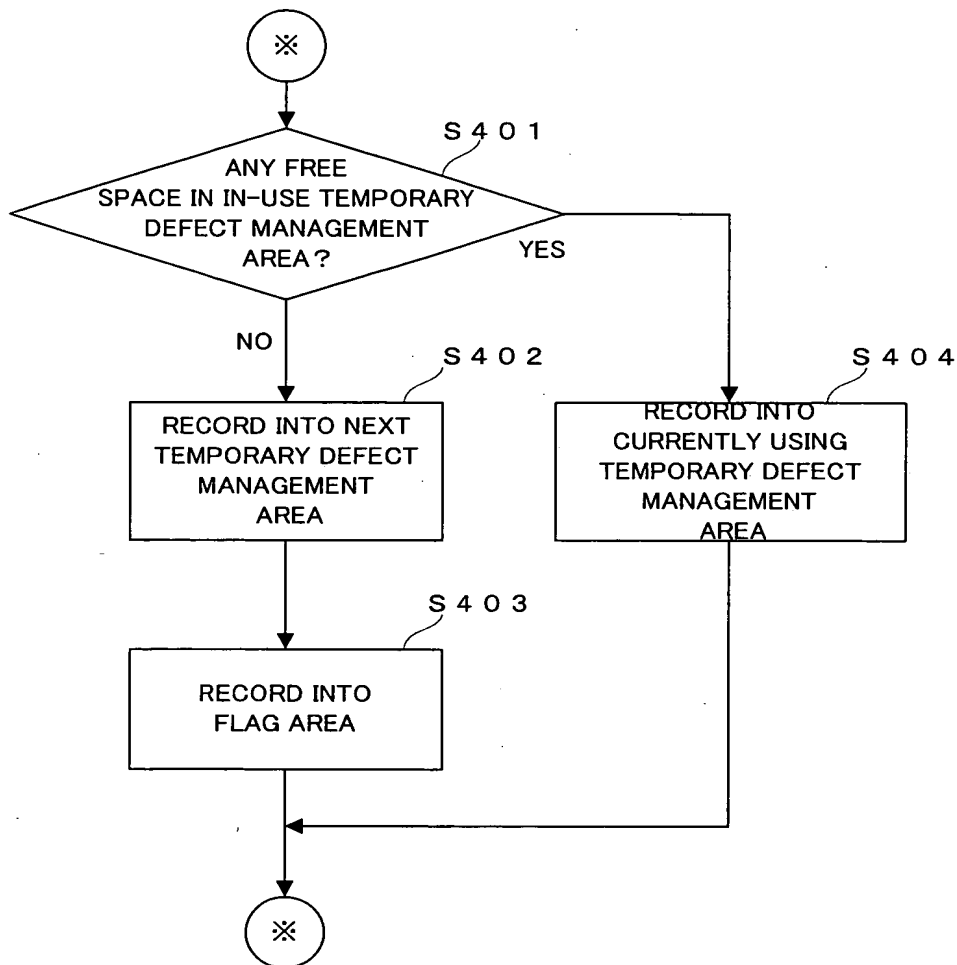 ※
S401
ANY FREE
SPACE IN IN-USE TEMPORARY
DEFECT MANAGEMENT
AREA?
YES
NO
S402
RECORD INTO NEXT
TEMPORARY DEFECT
MANAGEMENT
AREA
S404
RECORD INTO
CURRENTLY USING
TEMPORARY DEFECT
MANAGEMENT
AREA
S403
RECORD INTO
FLAG AREA
※